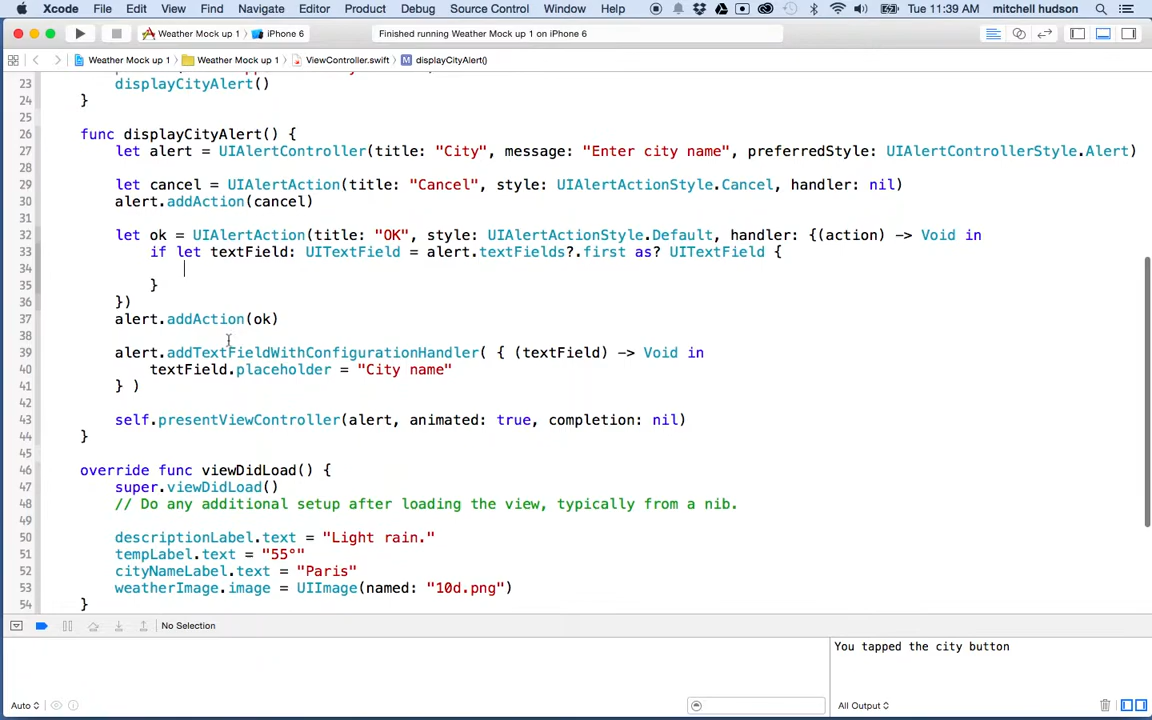 Xcode File Edit View Find Navigate Editor Product Debug Source Control Window Help Tue 11:39 AM mitchell hudson
Weather Mock up 1 iPhone 6 Finished running Weather Mock up 1 on iPhone 6
Weather Mock up 1 Weather Mock up 1 ViewController.swift M displayCityAlert()
23 displayCityAlert()
24 }
25
26 func displayCityAlert() {
27 let alert = UIAlertController(title: "City", message: "Enter city name", preferredStyle: UIAlertControllerStyle.Alert)
28
29 let cancel = UIAlertAction(title: "Cancel", style: UIAlertActionStyle.Cancel, handler: nil)
30 alert.addAction(cancel)
31
32 let ok = UIAlertAction(title: "OK", style: UIAlertActionStyle.Default, handler: {(action) -> Void in
33 if let textField: UITextField = alert.textFields?.first as? UITextField {
34
35 }
36 })
37 alert.addAction(ok)
38
39 alert.addTextFieldWithConfigurationHandler( { (textField) -> Void in
40 textField.placeholder = "City name"
41 } )
42
43 self.presentViewController(alert, animated: true, completion: nil)
44 }
45
46 override func viewDidLoad() {
47 super.viewDidLoad()
48 // Do any additional setup after loading the view, typically from a nib.
49
50 descriptionLabel.text = "Light rain."
51 tempLabel.text = "55°"
52 cityNameLabel.text = "Paris"
53 weatherImage.image = UIImage(named: "10d.png")
54 }
No Selection
You tapped the city button
Auto All Output